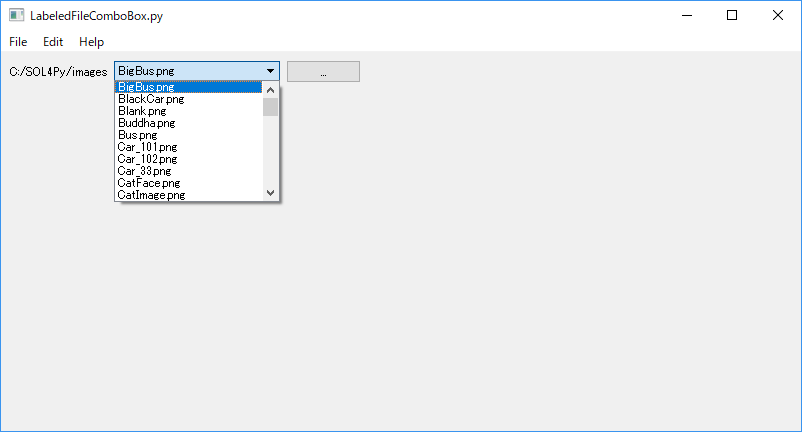 LabeledFileComboBox.py
File Edit Help
C:/SOL4Py/images BigBus.png ...
BigBus.png
BlackCar.png
Blank.png
Buddha.png
Bus.png
Car_101.png
Car_102.png
Car_33.png
CatFace.png
CatImage.png